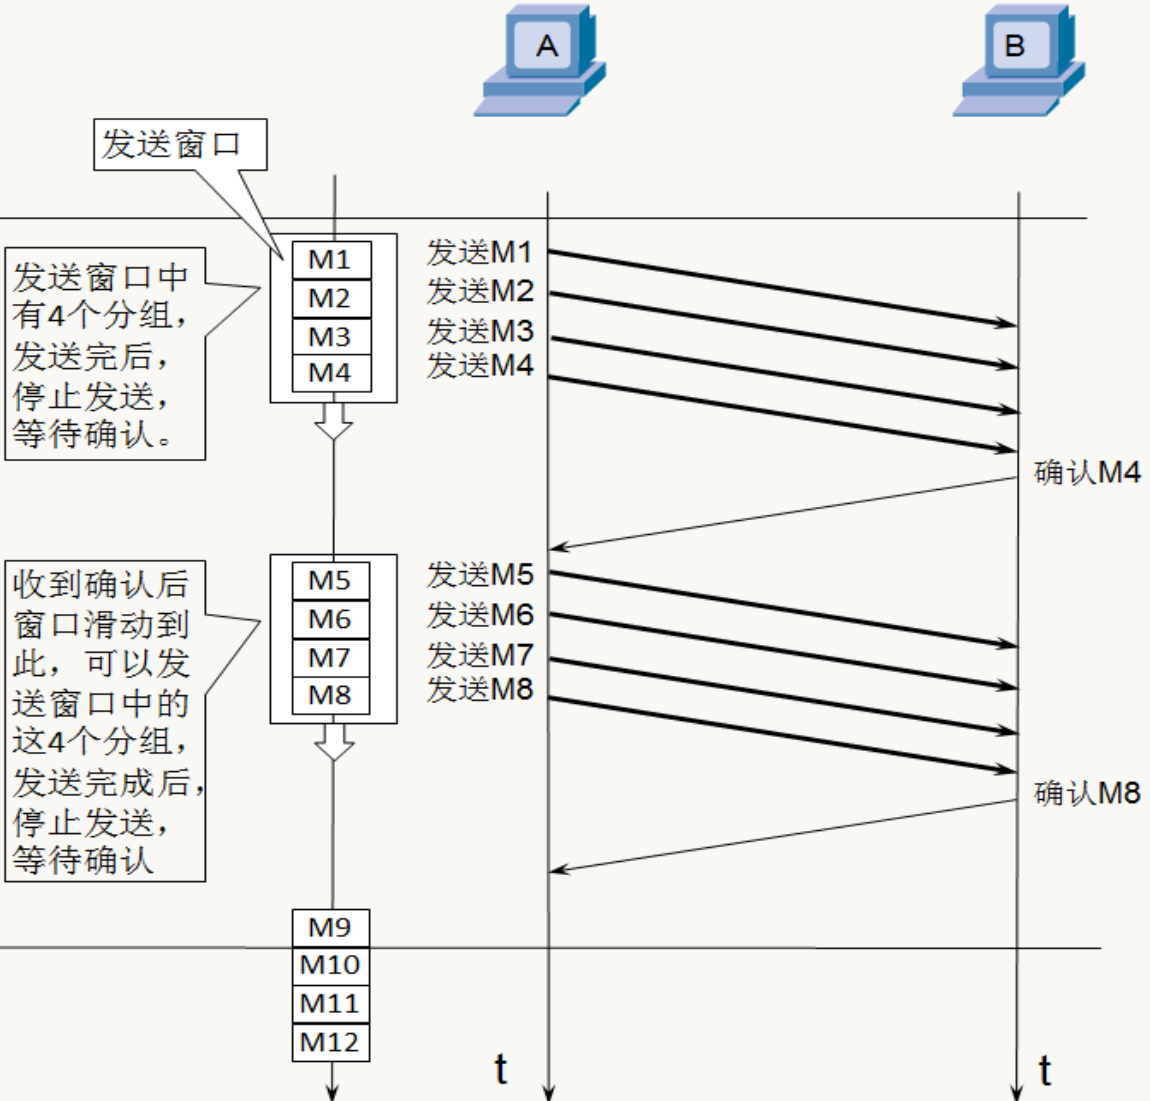 A
B
发送窗口
发送窗口中
有4个分组，
发送完后，
停止发送，
等待确认。
M1
M2
M3
M4
发送M1
发送M2
发送M3
发送M4
确认M4
收到确认后
窗口滑动到
此，可以发
送窗口中的
这4个分组，
发送完成后，
停止发送，
等待确认
M5
M6
M7
M8
发送M5
发送M6
发送M7
发送M8
确认M8
M9
M10
M11
M12
t
t